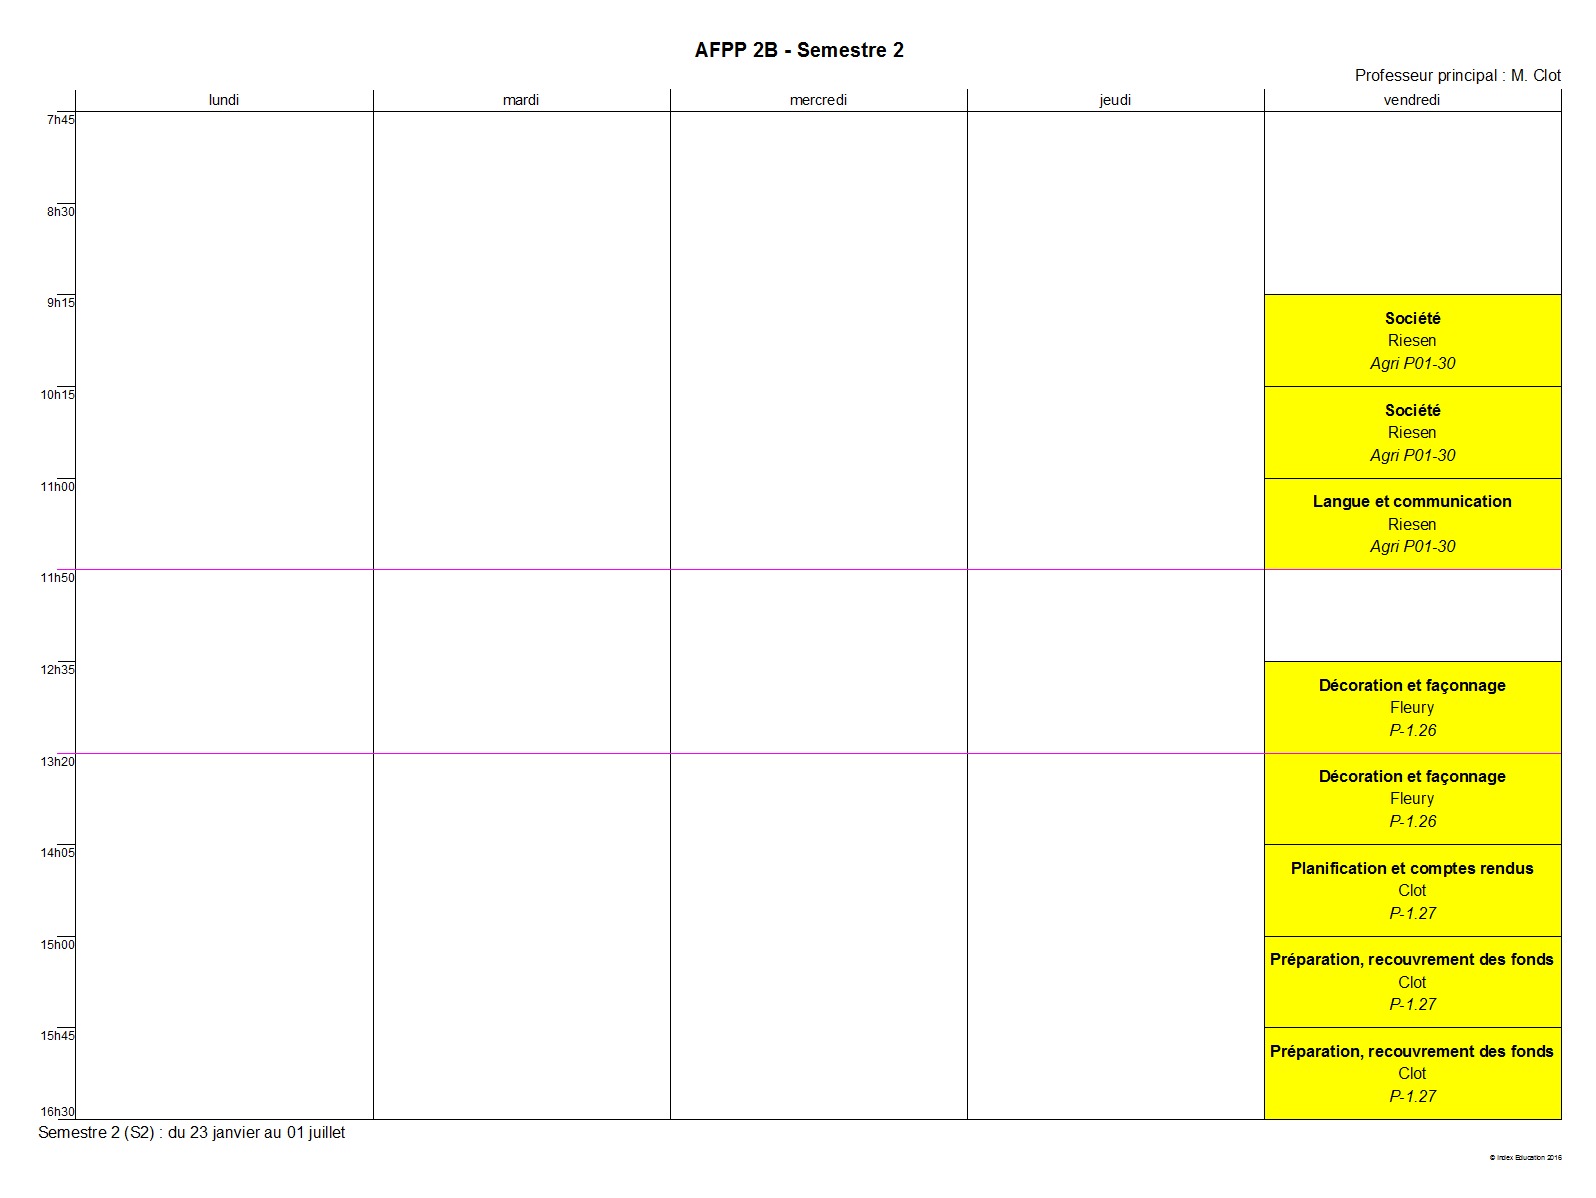 AFPP 2B - Semestre 2
Professeur principal : M. Clot
lundi mardi mercredi jeudi vendredi
7h45
8h30
9h15
Société
Riesen
Agri P01-30
10h15
Société
Riesen
Agri P01-30
11h00
Langue et communication
Riesen
Agri P01-30
11h50
12h35
Décoration et façonnage
Fleury
P-1.26
13h20
Décoration et façonnage
Fleury
P-1.26
14h05
Planification et comptes rendus
Clot
P-1.27
15h00
Préparation, recouvrement des fonds
Clot
P-1.27
15h45
Préparation, recouvrement des fonds
Clot
P-1.27
16h30
Semestre 2 (S2) : du 23 janvier au 01 juillet
© Index Education 2016